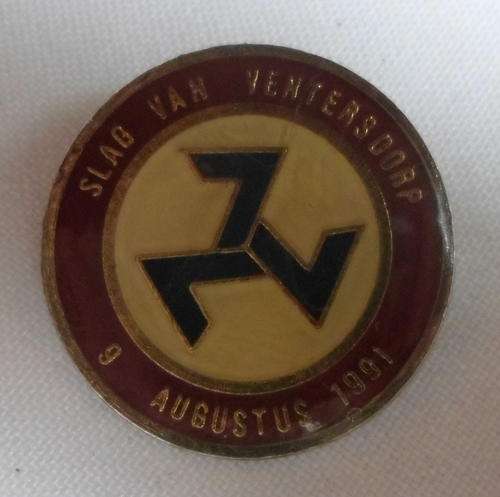 SLAG VAN VENTERSDORP
9 AUGUSTUS 1991